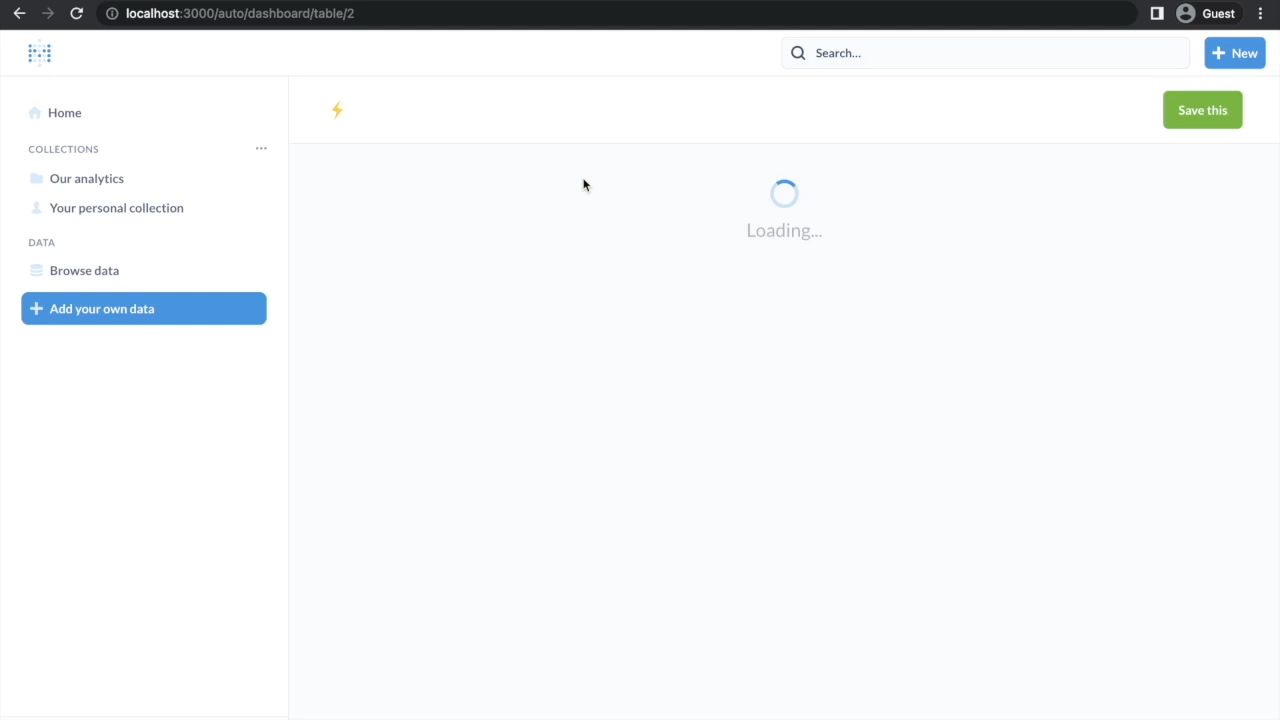 localhost:3000/auto/dashboard/table/2
Guest
Search...
New
Home
COLLECTIONS
Our analytics
Your personal collection
DATA
Browse data
Add your own data
Save this
Loading...